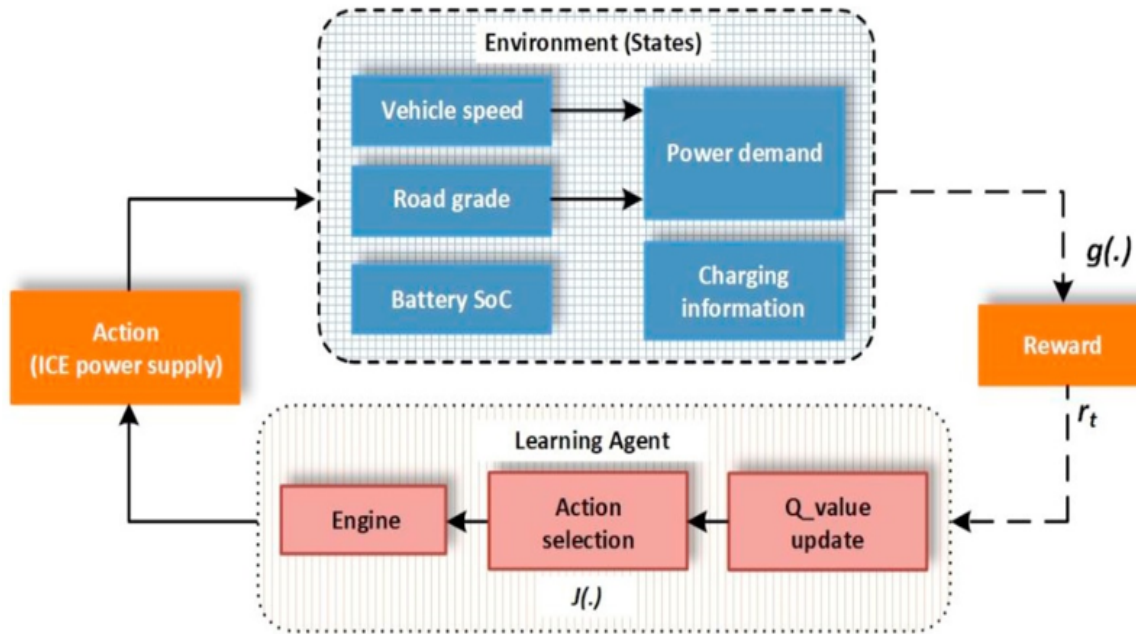 Environment (States)
Vehicle speed
Power demand
Road grade
Battery SoC
Charging
information
g(.)
Action
(ICE power supply)
Reward
r_t
Learning Agent
Engine
Action
selection
Q_value
update
J(.)